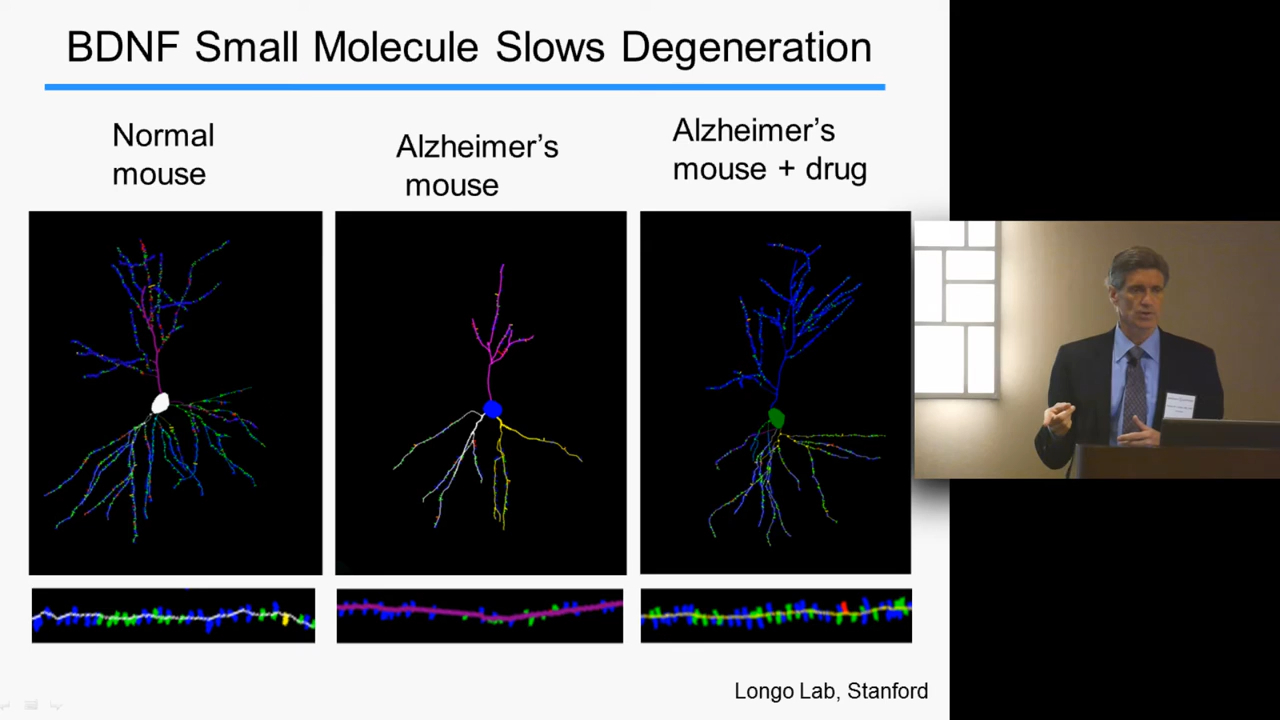 BDNF Small Molecule Slows Degeneration
Normal
mouse
Alzheimer’s
mouse
Alzheimer’s
mouse + drug
Longo Lab, Stanford